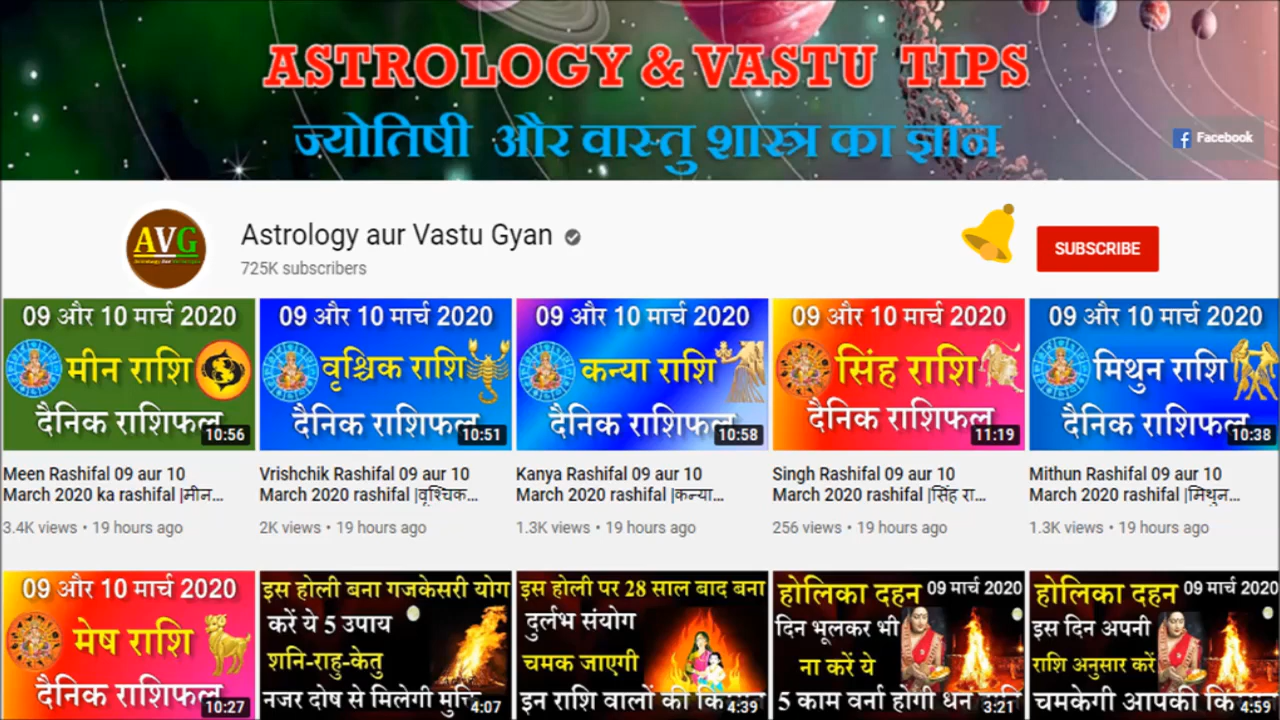 ASTROLOGY & VASTU TIPS
ज्योतिषी और वास्तु शास्त्र का ज्ञान
Facebook
AVG
Astrology aur Vastu Gyan
725K subscribers
SUBSCRIBE
09 और 10 मार्च 2020
मीन राशि
दैनिक राशिफल
10:56
Meen Rashifal 09 aur 10
March 2020 ka rashifal |मीन...
3.4K views • 19 hours ago
09 और 10 मार्च 2020
वृश्चिक राशि
दैनिक राशिफल
10:51
Vrishchik Rashifal 09 aur 10
March 2020 rashifal |वृश्चिक...
2K views • 19 hours ago
09 और 10 मार्च 2020
कन्या राशि
दैनिक राशिफल
10:58
Kanya Rashifal 09 aur 10
March 2020 rashifal |कन्या...
1.3K views • 19 hours ago
09 और 10 मार्च 2020
सिंह राशि
दैनिक राशिफल
11:19
Singh Rashifal 09 aur 10
March 2020 rashifal |सिंह रा...
256 views • 19 hours ago
09 और 10 मार्च 2020
मिथुन राशि
दैनिक राशिफल
10:38
Mithun Rashifal 09 aur 10
March 2020 rashifal |मिथुन...
1.3K views • 19 hours ago
09 और 10 मार्च 2020
मेष राशि
दैनिक राशिफल
10:27
इस होली बना गजकेसरी योग
करें ये 5 उपाय
शनि-राहु-केतु
नजर दोष से मिलेगी
4:07
इस होली पर 28 साल बाद बना
दुर्लभ संयोग
चमक जाएगी
इन राशि वालों की
4:39
होलिका दहन 09 मार्च 2020
दिन भूलकर भी
ना करें ये
5 काम वर्ना होगी धन
3:21
होलिका दहन 09 मार्च 2020
इस दिन अपनी
राशि अनुसार करें
चमकेगी आपकी
4:59